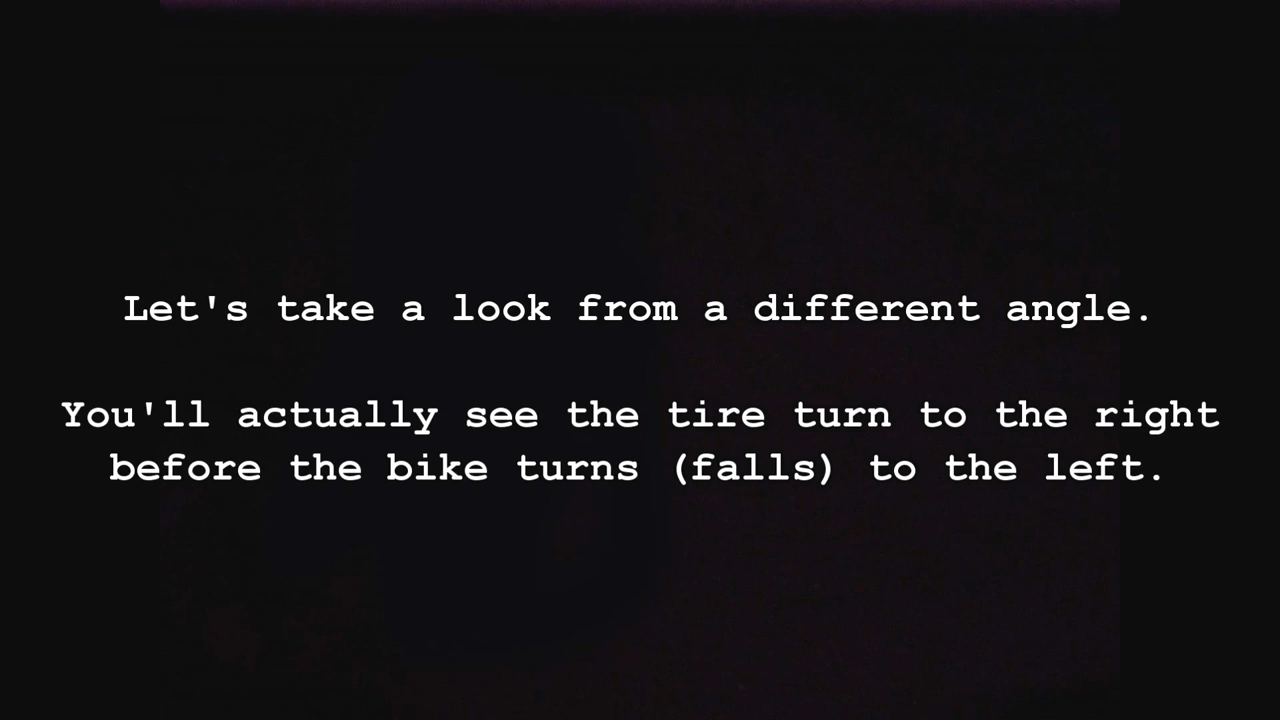 Let's take a look from a different angle.
You'll actually see the tire turn to the right
before the bike turns (falls) to the left.